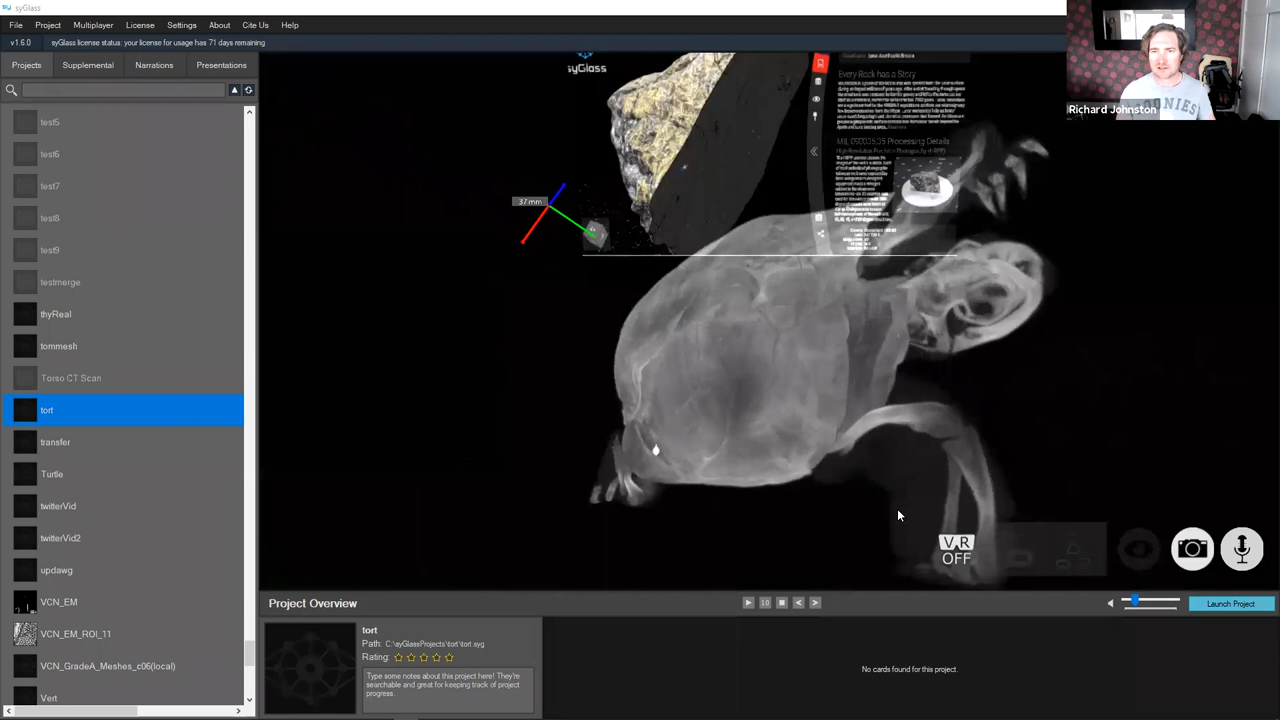 syGlass
File Project Multiplayer License Settings About Cite Us Help
v1.6.0 syGlass license status: your license for usage has 71 days remaining
Projects Supplemental Narrations Presentations
test5
test6
test7
test8
test9
testmerge
thyReal
tommesh
Torso CT Scan
tort
transfer
Turtle
twitterVid
twitterVid2
updawg
VCN_EM
VCN_EM_ROI_11
VCN_GradeA_Meshes_c06(local)
Vert
syGlass
37 mm
Every Rock has a Story
Processing Details
VR
OFF
Richard Johnston
Project Overview
1.0
Launch Project
tort
Path: C:\syGlassProjects\tort\tort.syg
Rating:
Type some notes about this project here! They're
searchable and great for keeping track of project
progress.
No cards found for this project.